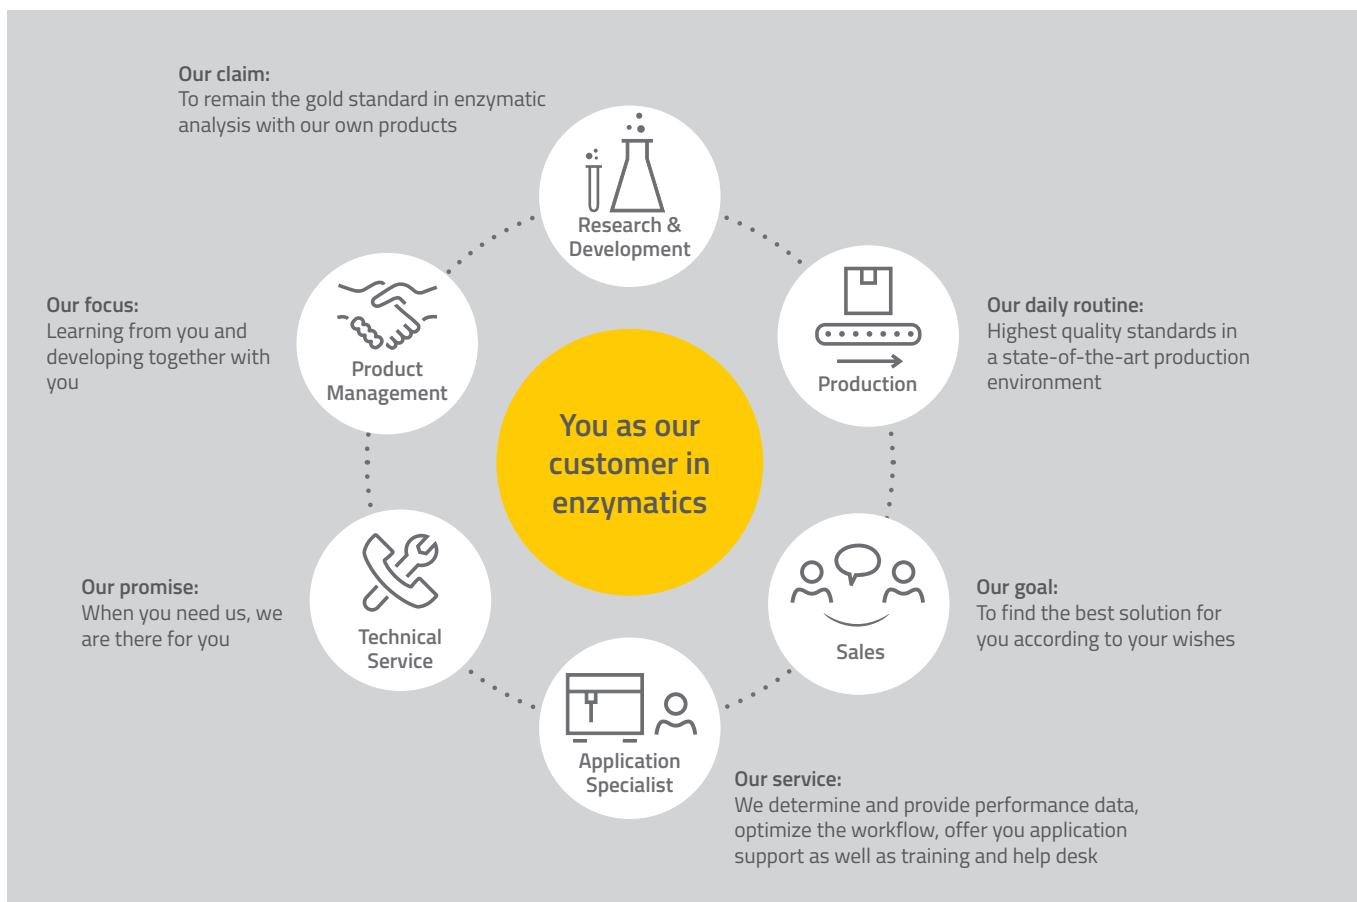 Our claim:
To remain the gold standard in enzymatic
analysis with our own products
Research &
Development
Our focus:
Learning from you and
developing together with
you
Product
Management
Production
Our daily routine:
Highest quality standards in
a state-of-the-art production
environment
You as our
customer in
enzymatics
Our promise:
When you need us, we
are there for you
Technical
Service
Sales
Our goal:
To find the best solution for
you according to your wishes
Application
Specialist
Our service:
We determine and provide performance data,
optimize the workflow, offer you application
support as well as training and help desk